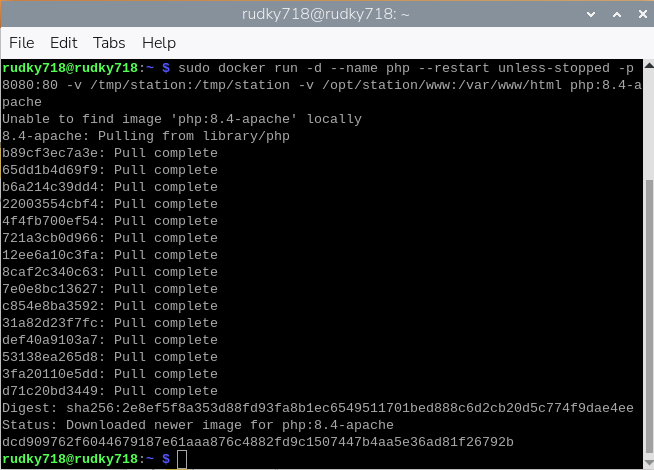 rudky718@rudky718: ~
File Edit Tabs Help
rudky718@rudky718:~ $ sudo docker run -d --name php --restart unless-stopped -p
8080:80 -v /tmp/station:/tmp/station -v /opt/station/www:/var/www/html php:8.4-a
pache
Unable to find image 'php:8.4-apache' locally
8.4-apache: Pulling from library/php
b89cf3ec7a3e: Pull complete
65dd1b4d69f9: Pull complete
b6a214c39dd4: Pull complete
22003554cbf4: Pull complete
4f4fb700ef54: Pull complete
721a3cb0d966: Pull complete
12ee6a10c3fa: Pull complete
8caf2c340c63: Pull complete
7e0e8bc13627: Pull complete
c854e8ba3592: Pull complete
31a82d23f7fc: Pull complete
def40a9103a7: Pull complete
53138ea265d8: Pull complete
3fa20110e5dd: Pull complete
d71c20bd3449: Pull complete
Digest: sha256:2e8ef5f8a353d88fd93fa8b1ec6549511701bed888c6d2cb20d5c774f9dae4ee
Status: Downloaded newer image for php:8.4-apache
dcd909762f6044679187e61aaa876c4882fd9c1507447b4aa5e36ad81f26792b
rudky718@rudky718:~ $